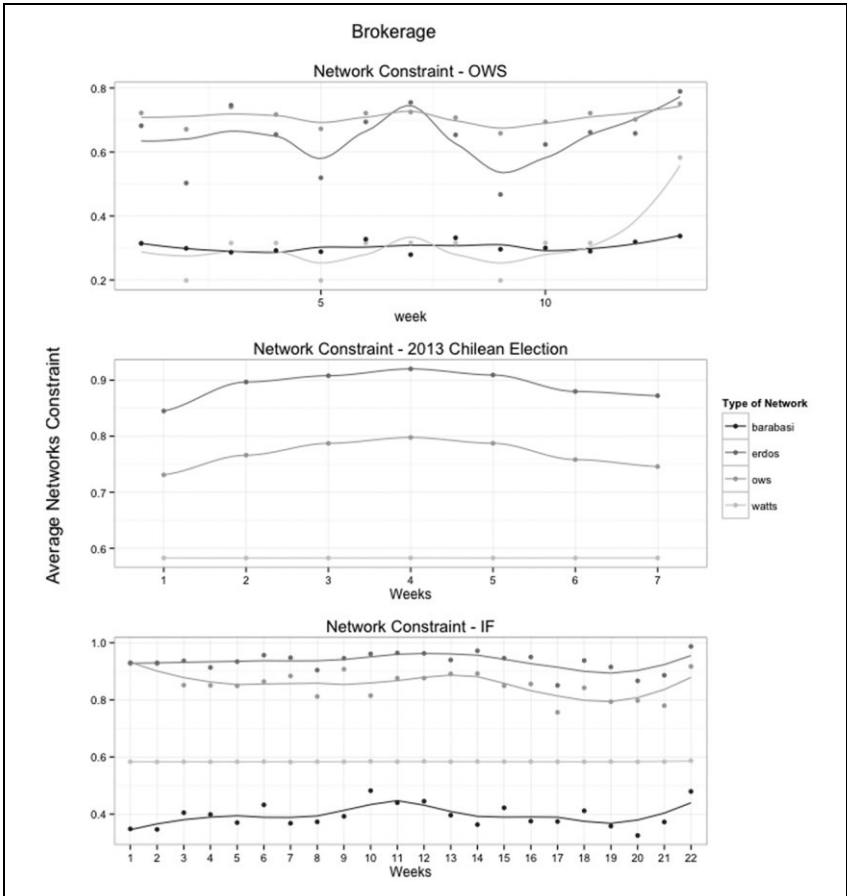 Brokerage
Network Constraint - OWS
0.8
0.6
0.4
0.2
5 10
week
Average Networks Constraint
Network Constraint - 2013 Chilean Election
0.9
0.8
0.7
0.6
1 2 3 4 5 6 7
Weeks
Type of Network
barabasi
erdos
ows
watts
Network Constraint - IF
1.0
0.8
0.6
0.4
1 2 3 4 5 6 7 8 9 10 11 12 13 14 15 16 17 18 19 20 21 22
Weeks